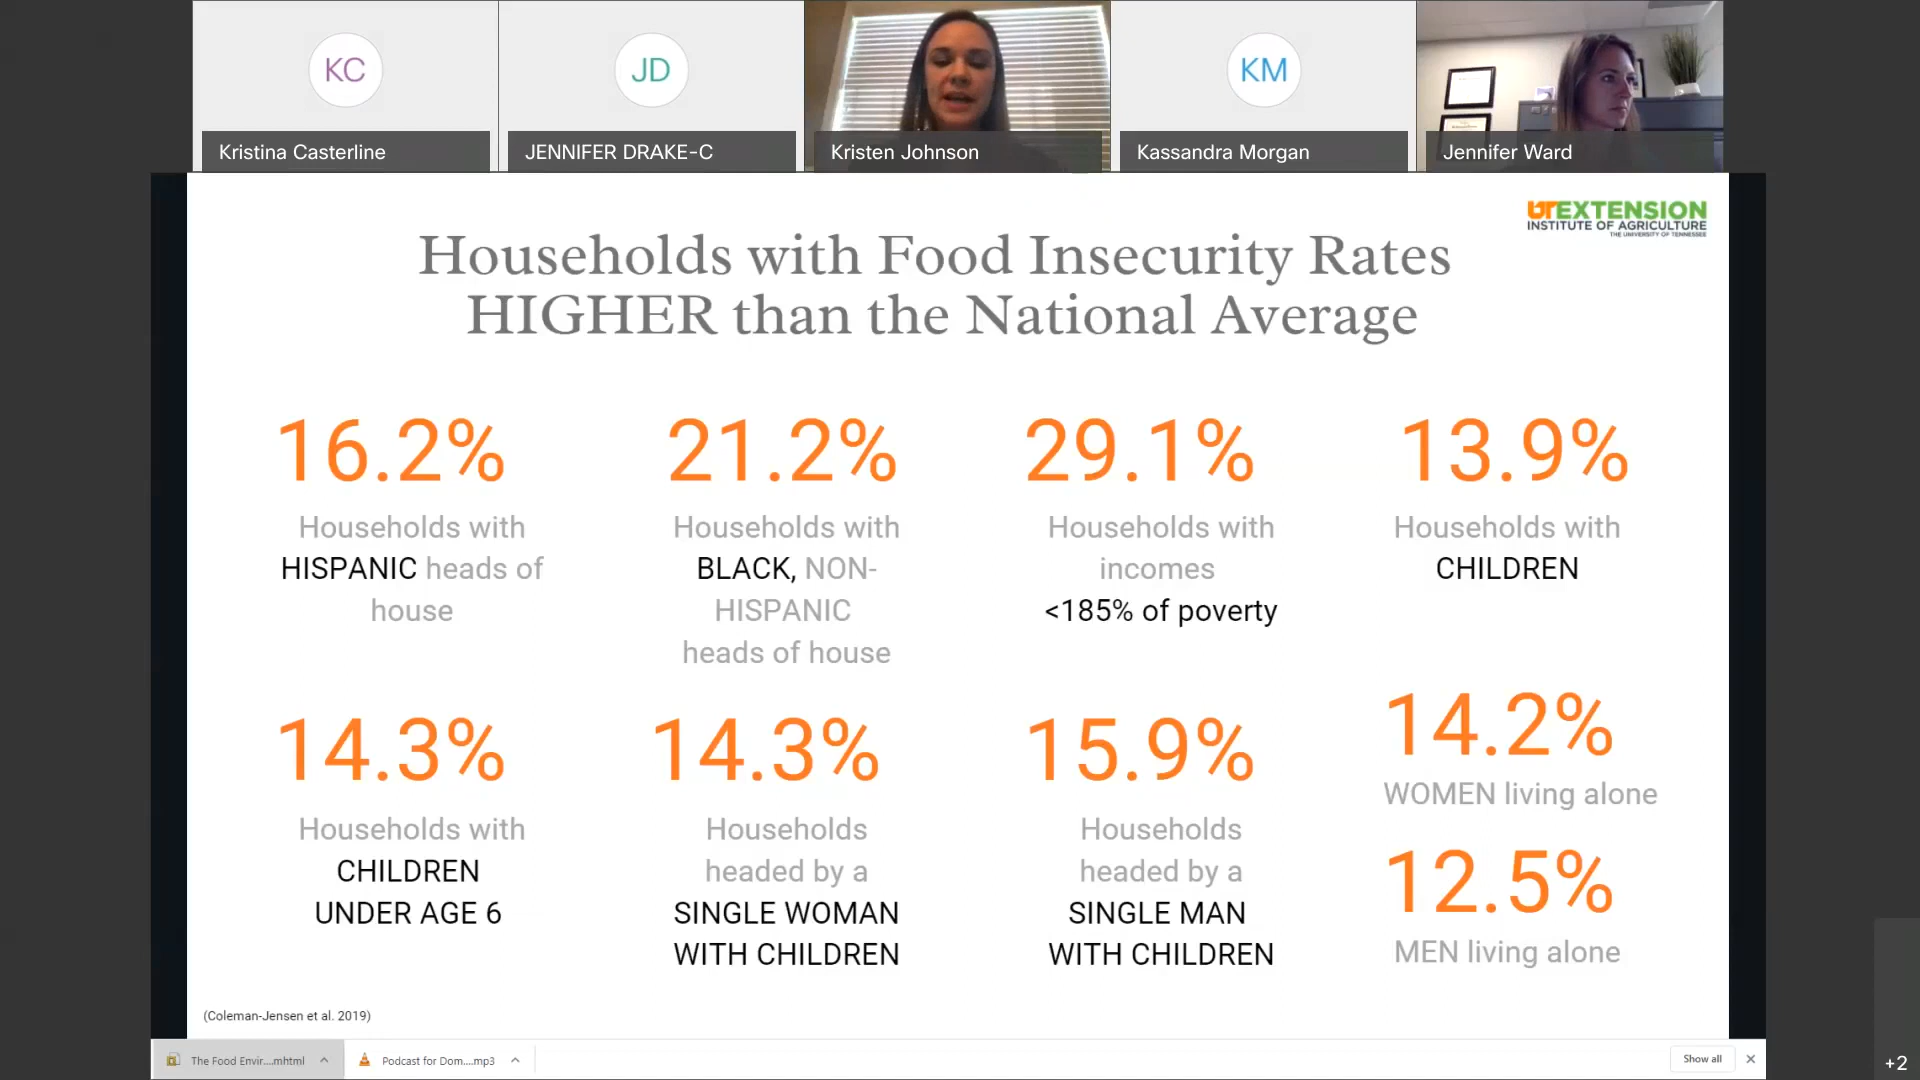 KC
JD
KM
Kristina Casterline
JENNIFER DRAKE-C
Kristen Johnson
Kassandra Morgan
Jennifer Ward
UTEXTENSION
INSTITUTE OF AGRICULTURE
THE UNIVERSITY OF TENNESSEE
Households with Food Insecurity Rates
HIGHER than the National Average
16.2%
Households with
HISPANIC heads of
house
21.2%
Households with
BLACK, NON-
HISPANIC
heads of house
29.1%
Households with
incomes
<185% of poverty
13.9%
Households with
CHILDREN
14.3%
Households with
CHILDREN
UNDER AGE 6
14.3%
Households
headed by a
SINGLE WOMAN
WITH CHILDREN
15.9%
Households
headed by a
SINGLE MAN
WITH CHILDREN
14.2%
WOMEN living alone
12.5%
MEN living alone
(Coleman-Jensen et al. 2019)
The Food Envir....mhtml
Podcast for Dom....mp3
Show all
+2